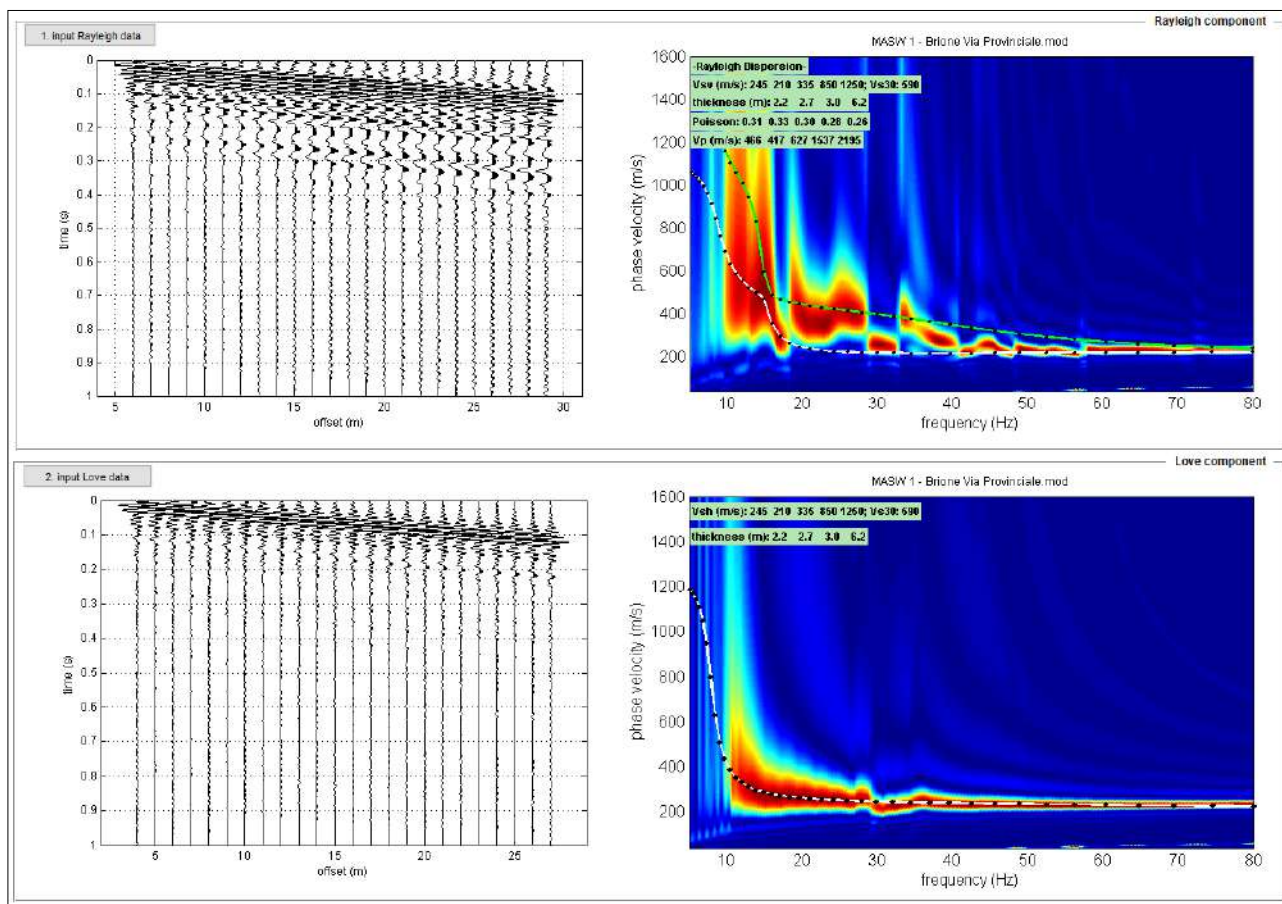 Rayleigh component
1. input Rayleigh data
0
0.1
0.2
0.3
0.4
0.5
0.6
0.7
0.8
0.9
1
time (s)
5 10 15 20 25 30
offset (m)
MASW 1 - Brione Via Provinciale.mod
-Rayleigh Dispersion-
Vsv (m/s): 245 210 335 850 1250; Vs30: 590
thickness (m): 2.2 2.7 3.0 6.2
Poisson: 0.31 0.33 0.30 0.28 0.26
Vp (m/s): 466 417 627 1537 2195
1600
1400
1200
1000
800
600
400
200
phase velocity (m/s)
10 20 30 40 50 60 70 80
frequency (Hz)
Love component
2. input Love data
0
0.1
0.2
0.3
0.4
0.5
0.6
0.7
0.8
0.9
1
time (s)
5 10 15 20 25
offset (m)
MASW 1 - Brione Via Provinciale.mod
Vsh (m/s): 245 210 335 850 1250; Vs30: 590
thickness (m): 2.2 2.7 3.0 6.2
1600
1400
1200
1000
800
600
400
200
phase velocity (m/s)
10 20 30 40 50 60 70 80
frequency (Hz)